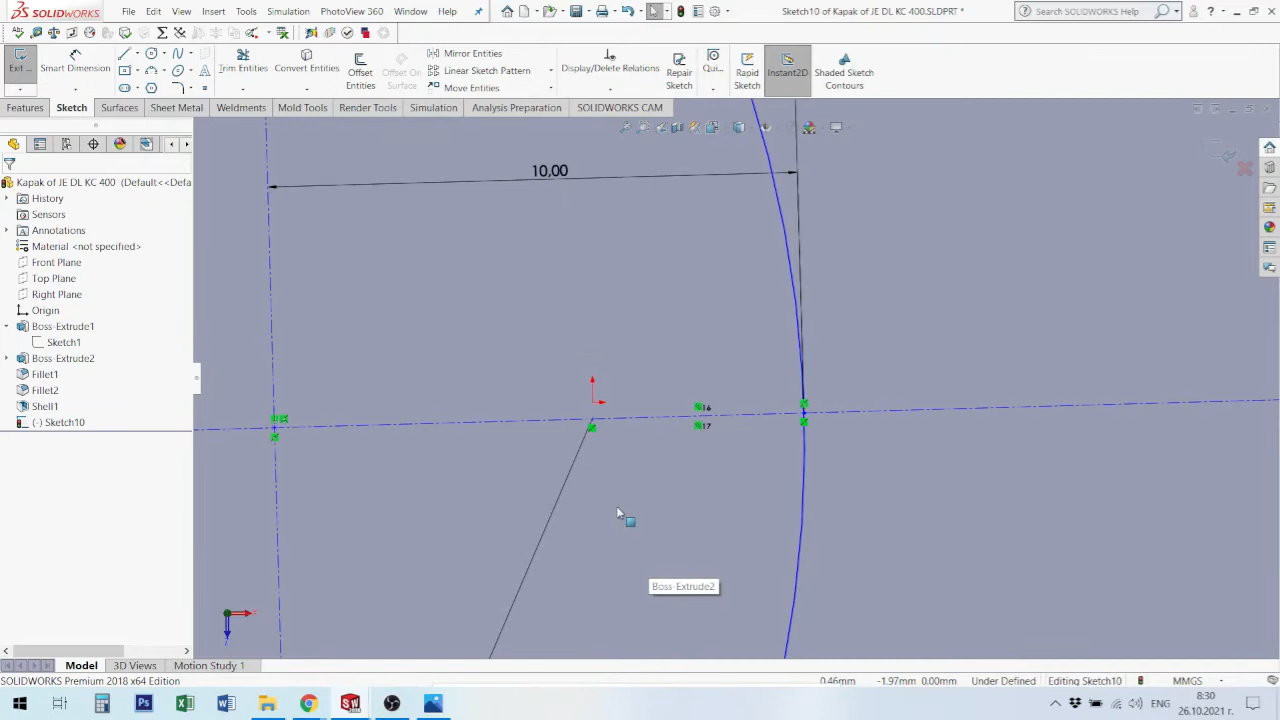 SOLIDWORKS
File Edit View Insert Tools Simulation PhotoView 360 Window Help
Sketch10 of Kapak of JE DL KC 400.SLDPRT *
Search SOLIDWORKS Help
Exit ...
Smart Dimension
Trim Entities
Convert Entities
Offset Entities
Offset On Surface
Mirror Entities
Linear Sketch Pattern
Move Entities
Display/Delete Relations
Repair Sketch
Qui...
Rapid Sketch
Instant2D
Shaded Sketch Contours
Features Sketch Surfaces Sheet Metal Weldments Mold Tools Render Tools Simulation Analysis Preparation SOLIDWORKS CAM
Kapak of JE DL KC 400 (Default<<Defa
History
Sensors
Annotations
Material <not specified>
Front Plane
Top Plane
Right Plane
Origin
Boss-Extrude1
Sketch1
Boss-Extrude2
Fillet1
Fillet2
Shell1
(-) Sketch10
10,00
16
17
Boss-Extrude2
Model 3D Views Motion Study 1
SOLIDWORKS Premium 2018 x64 Edition
0.46mm -1.97mm 0.00mm Under Defined Editing Sketch10 MMGS
ENG
8:30
26.10.2021 г.